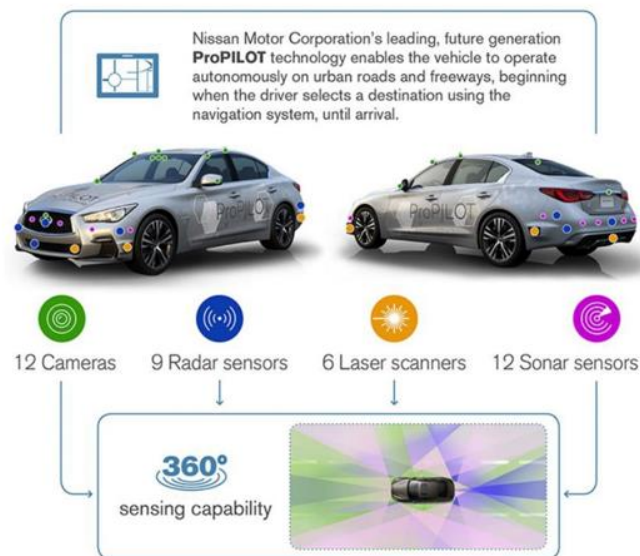 Nissan Motor Corporation's leading, future generation
ProPILOT technology enables the vehicle to operate
autonomously on urban roads and freeways, beginning
when the driver selects a destination using the
navigation system, until arrival.
ProPILOT
ProPILOT
12 Cameras
9 Radar sensors
6 Laser scanners
12 Sonar sensors
360°
sensing capability